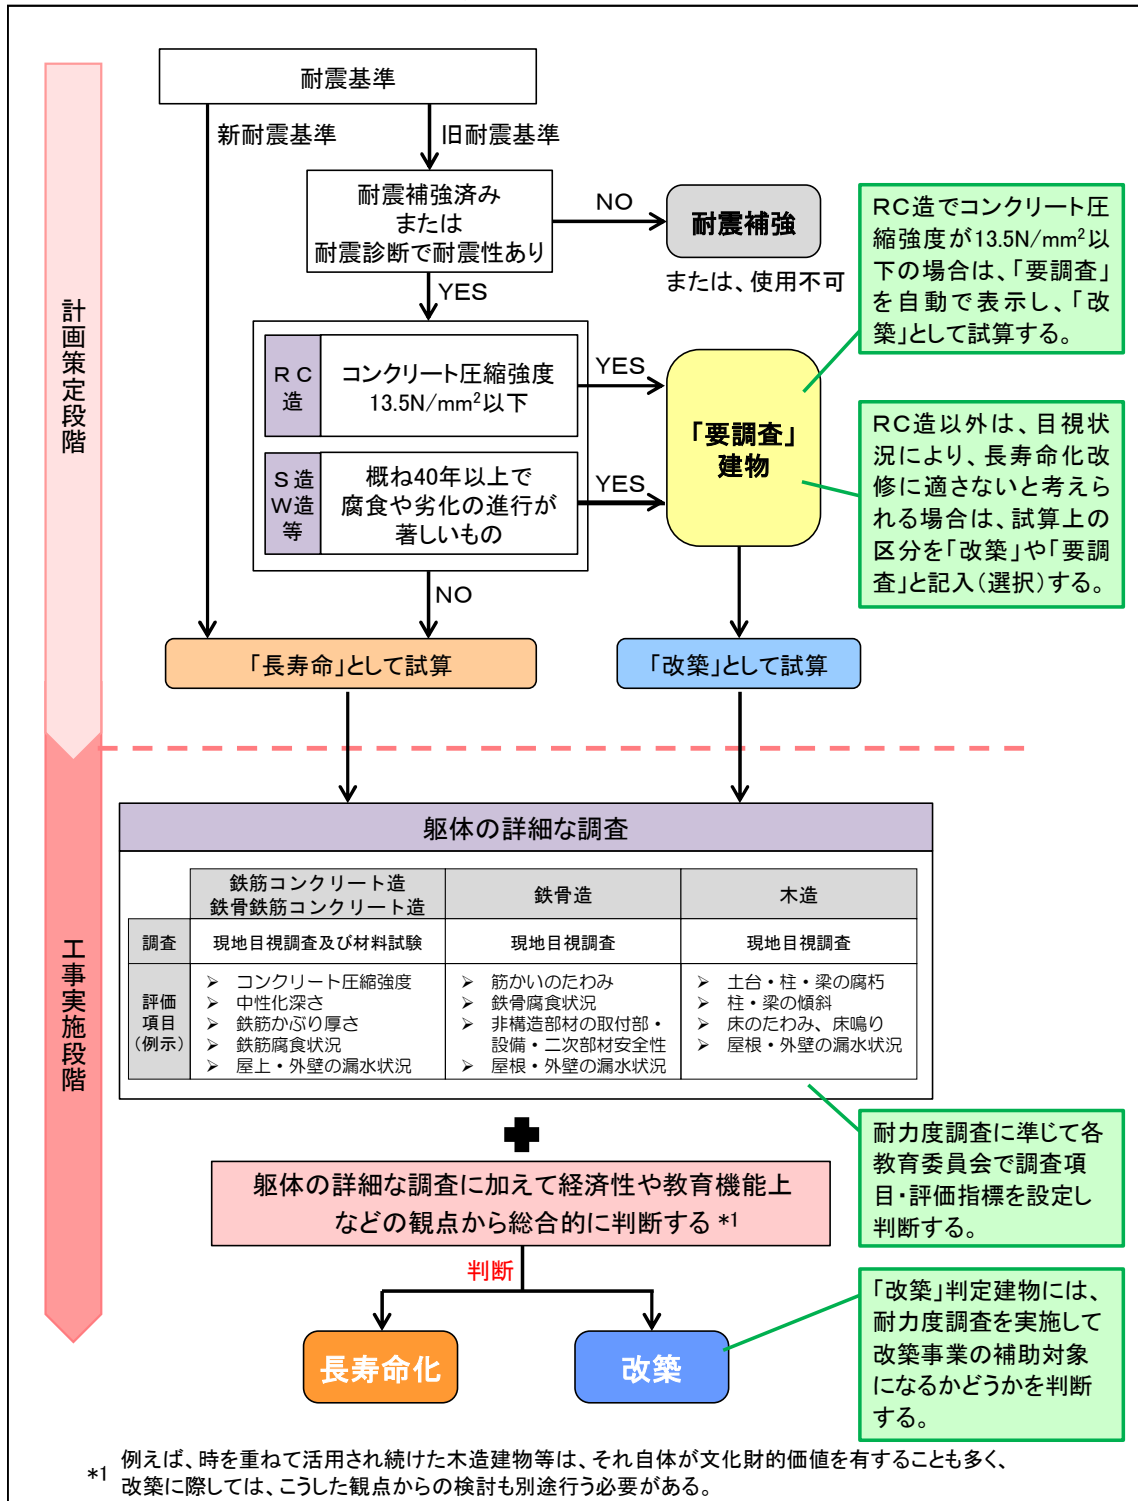 耐震基準
新耐震基準
旧耐震基準
耐震補強済み
または
耐震診断で耐震性あり
NO
耐震補強
または、使用不可
YES
RC造でコンクリート圧
縮強度が13.5N/mm²以
下の場合は、「要調査」
を自動で表示し、「改
築」として試算する。
計画策定段階
RC
造
コンクリート圧縮強度
13.5N/mm²以下
YES
「要調査」
建物
S造
W造
等
概ね40年以上で
腐食や劣化の進行が
著しいもの
YES
RC造以外は、目視状
況により、長寿命化改
修に適さないと考えら
れる場合は、試算上の
区分を「改築」や「要調
査」と記入(選択)する。
NO
「長寿命」として試算
「改築」として試算
工事実施段階
躯体の詳細な調査
鉄筋コンクリート造
鉄骨鉄筋コンクリート造
鉄骨造
木造
調査
現地目視調査及び材料試験
現地目視調査
現地目視調査
評価
項目
(例示)
➢ コンクリート圧縮強度
➢ 中性化深さ
➢ 鉄筋かぶり厚さ
➢ 鉄筋腐食状況
➢ 屋上・外壁の漏水状況
➢ 筋かいのたわみ
➢ 鉄骨腐食状況
➢ 非構造部材の取付部・
設備・二次部材安全性
➢ 屋根・外壁の漏水状況
➢ 土台・柱・梁の腐朽
➢ 柱・梁の傾斜
➢ 床のたわみ、床鳴り
➢ 屋根・外壁の漏水状況
耐力度調査に準じて各
教育委員会で調査項
目・評価指標を設定し
判断する。
躯体の詳細な調査に加えて経済性や教育機能上
などの観点から総合的に判断する *1
判断
長寿命化
改築
「改築」判定建物には、
耐力度調査を実施して
改築事業の補助対象
になるかどうかを判断
する。
*1 例えば、時を重ねて活用され続けた木造建物等は、それ自体が文化財的価値を有することも多く、
改築に際しては、こうした観点からの検討も別途行う必要がある。